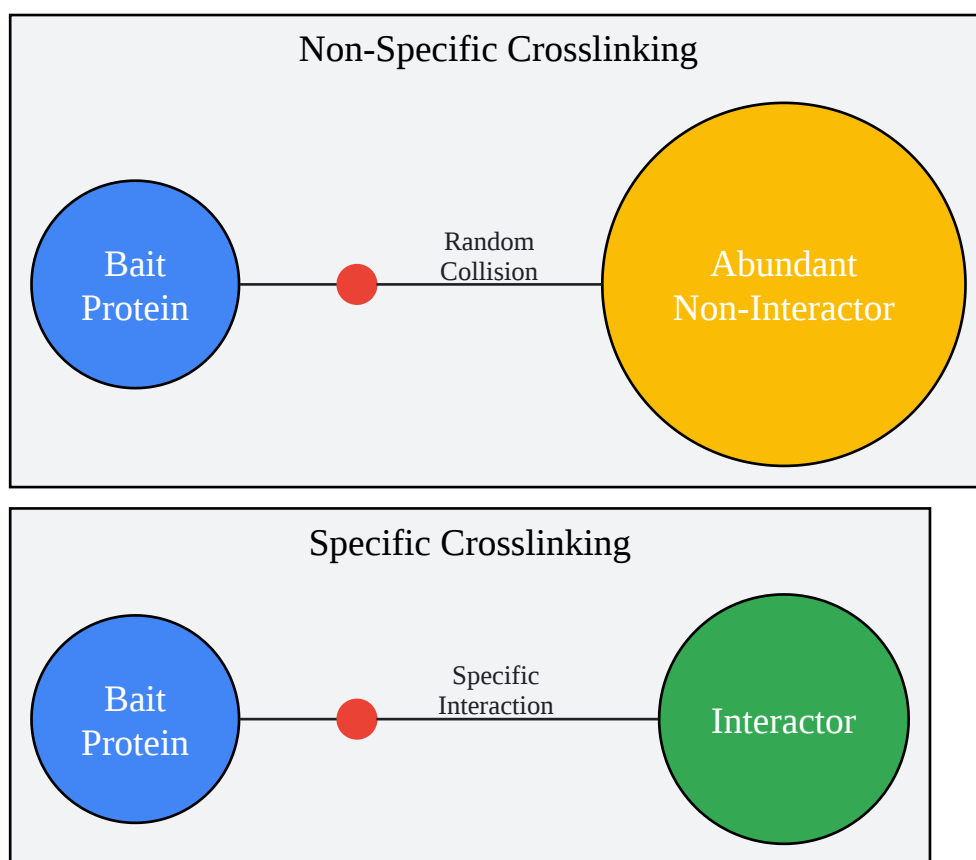 Non-Specific Crosslinking
Bait
Protein
Random
Collision
Abundant
Non-Interactor
Specific Crosslinking
Bait
Protein
Specific
Interaction
Interactor